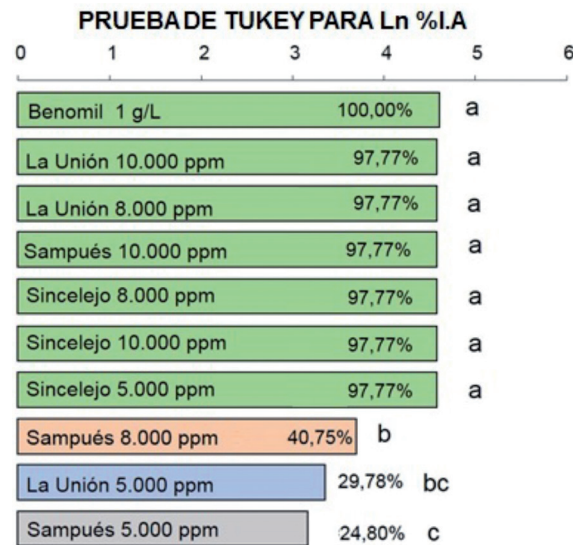 PRUEBA DE TUKEY PARA Ln %I.A
0 1 2 3 4 5 6
Benomil 1 g/L 100,00% a
La Unión 10.000 ppm 97,77% a
La Unión 8.000 ppm 97,77% a
Sampués 10.000 ppm 97,77% a
Sincelejo 8.000 ppm 97,77% a
Sincelejo 10.000 ppm 97,77% a
Sincelejo 5.000 ppm 97,77% a
Sampués 8.000 ppm 40,75% b
La Unión 5.000 ppm 29,78% bc
Sampués 5.000 ppm 24,80% c